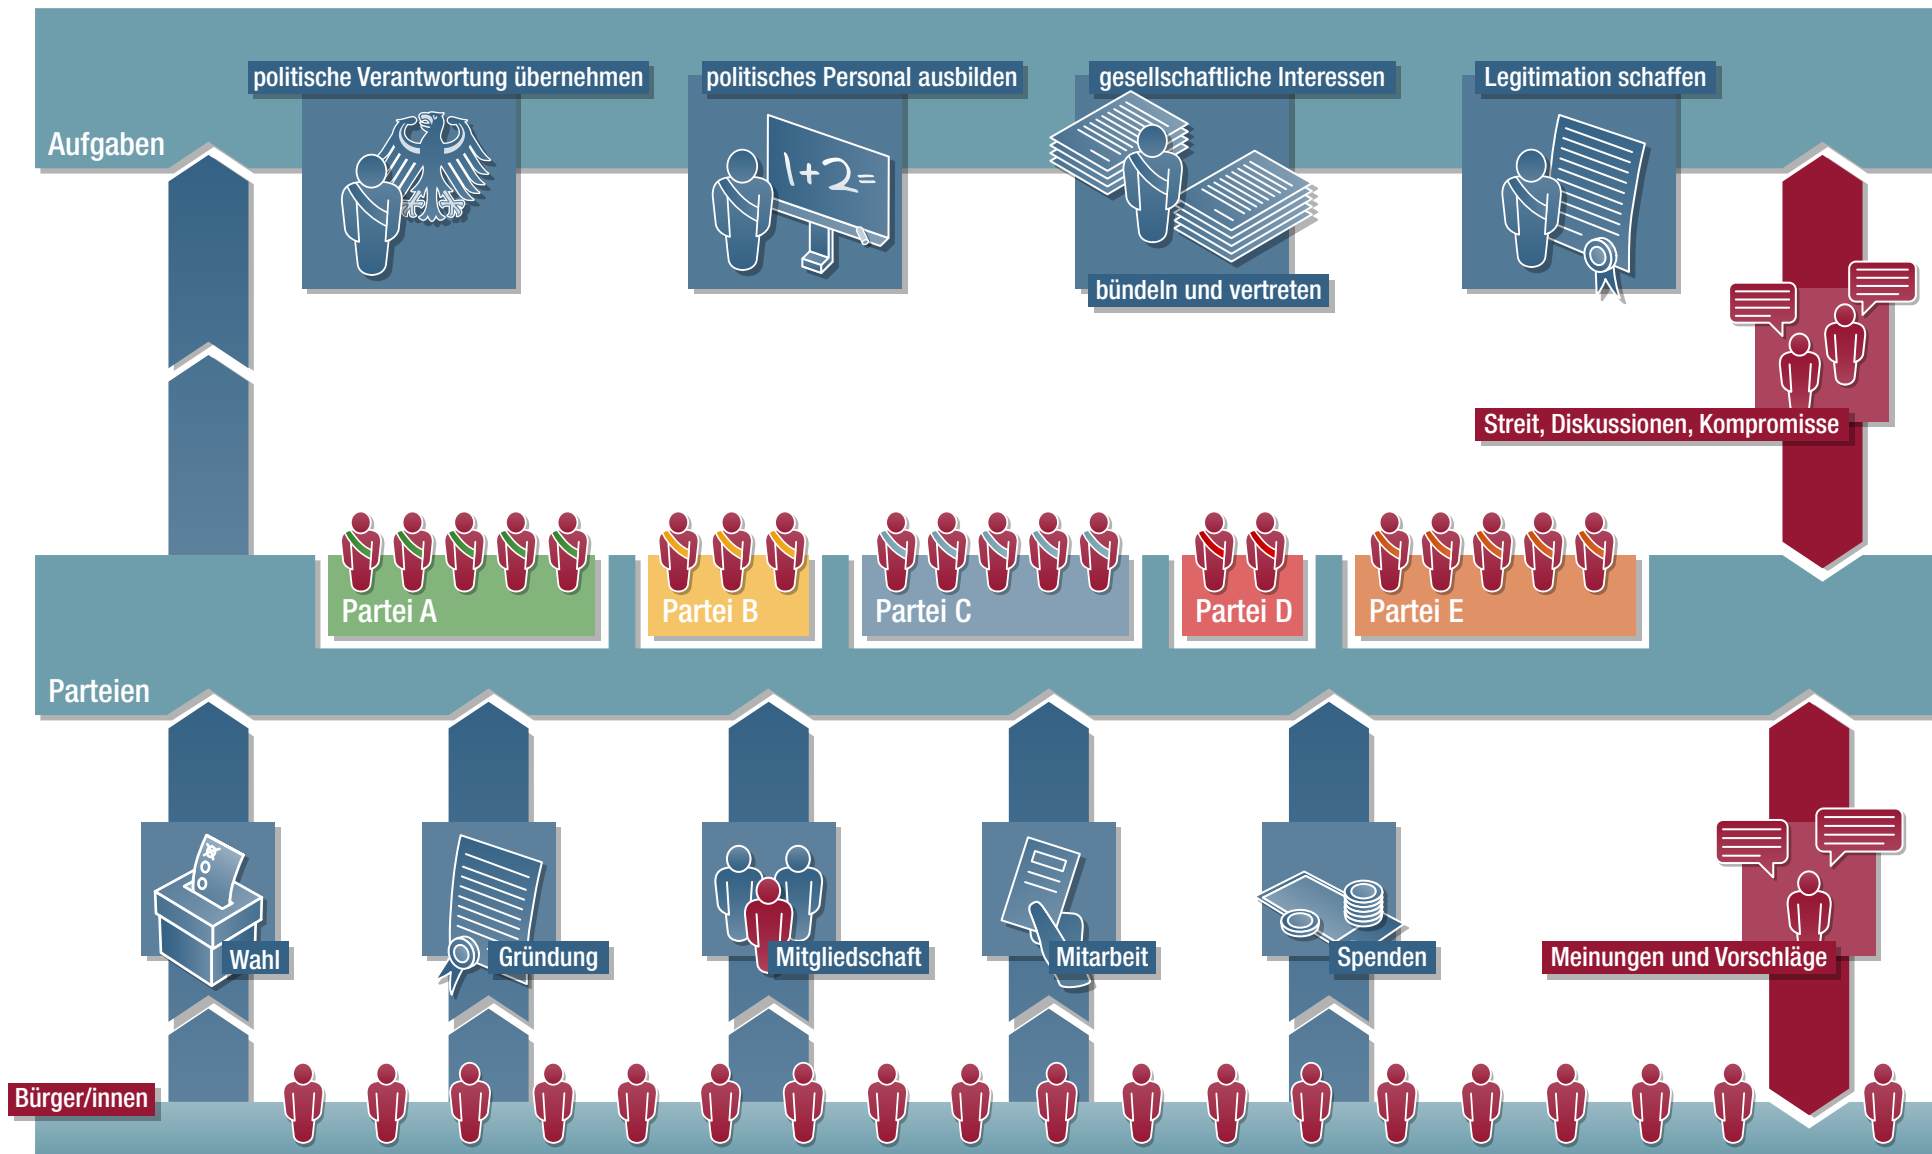 politische Verantwortung übernehmen
politisches Personal ausbilden
gesellschaftliche Interessen
bündeln und vertreten
Legitimation schaffen
Aufgaben
1+2=
Streit, Diskussionen, Kompromisse
Partei A
Partei B
Partei C
Partei D
Partei E
Parteien
Wahl
Gründung
Mitgliedschaft
Mitarbeit
Spenden
Meinungen und Vorschläge
Bürger/innen